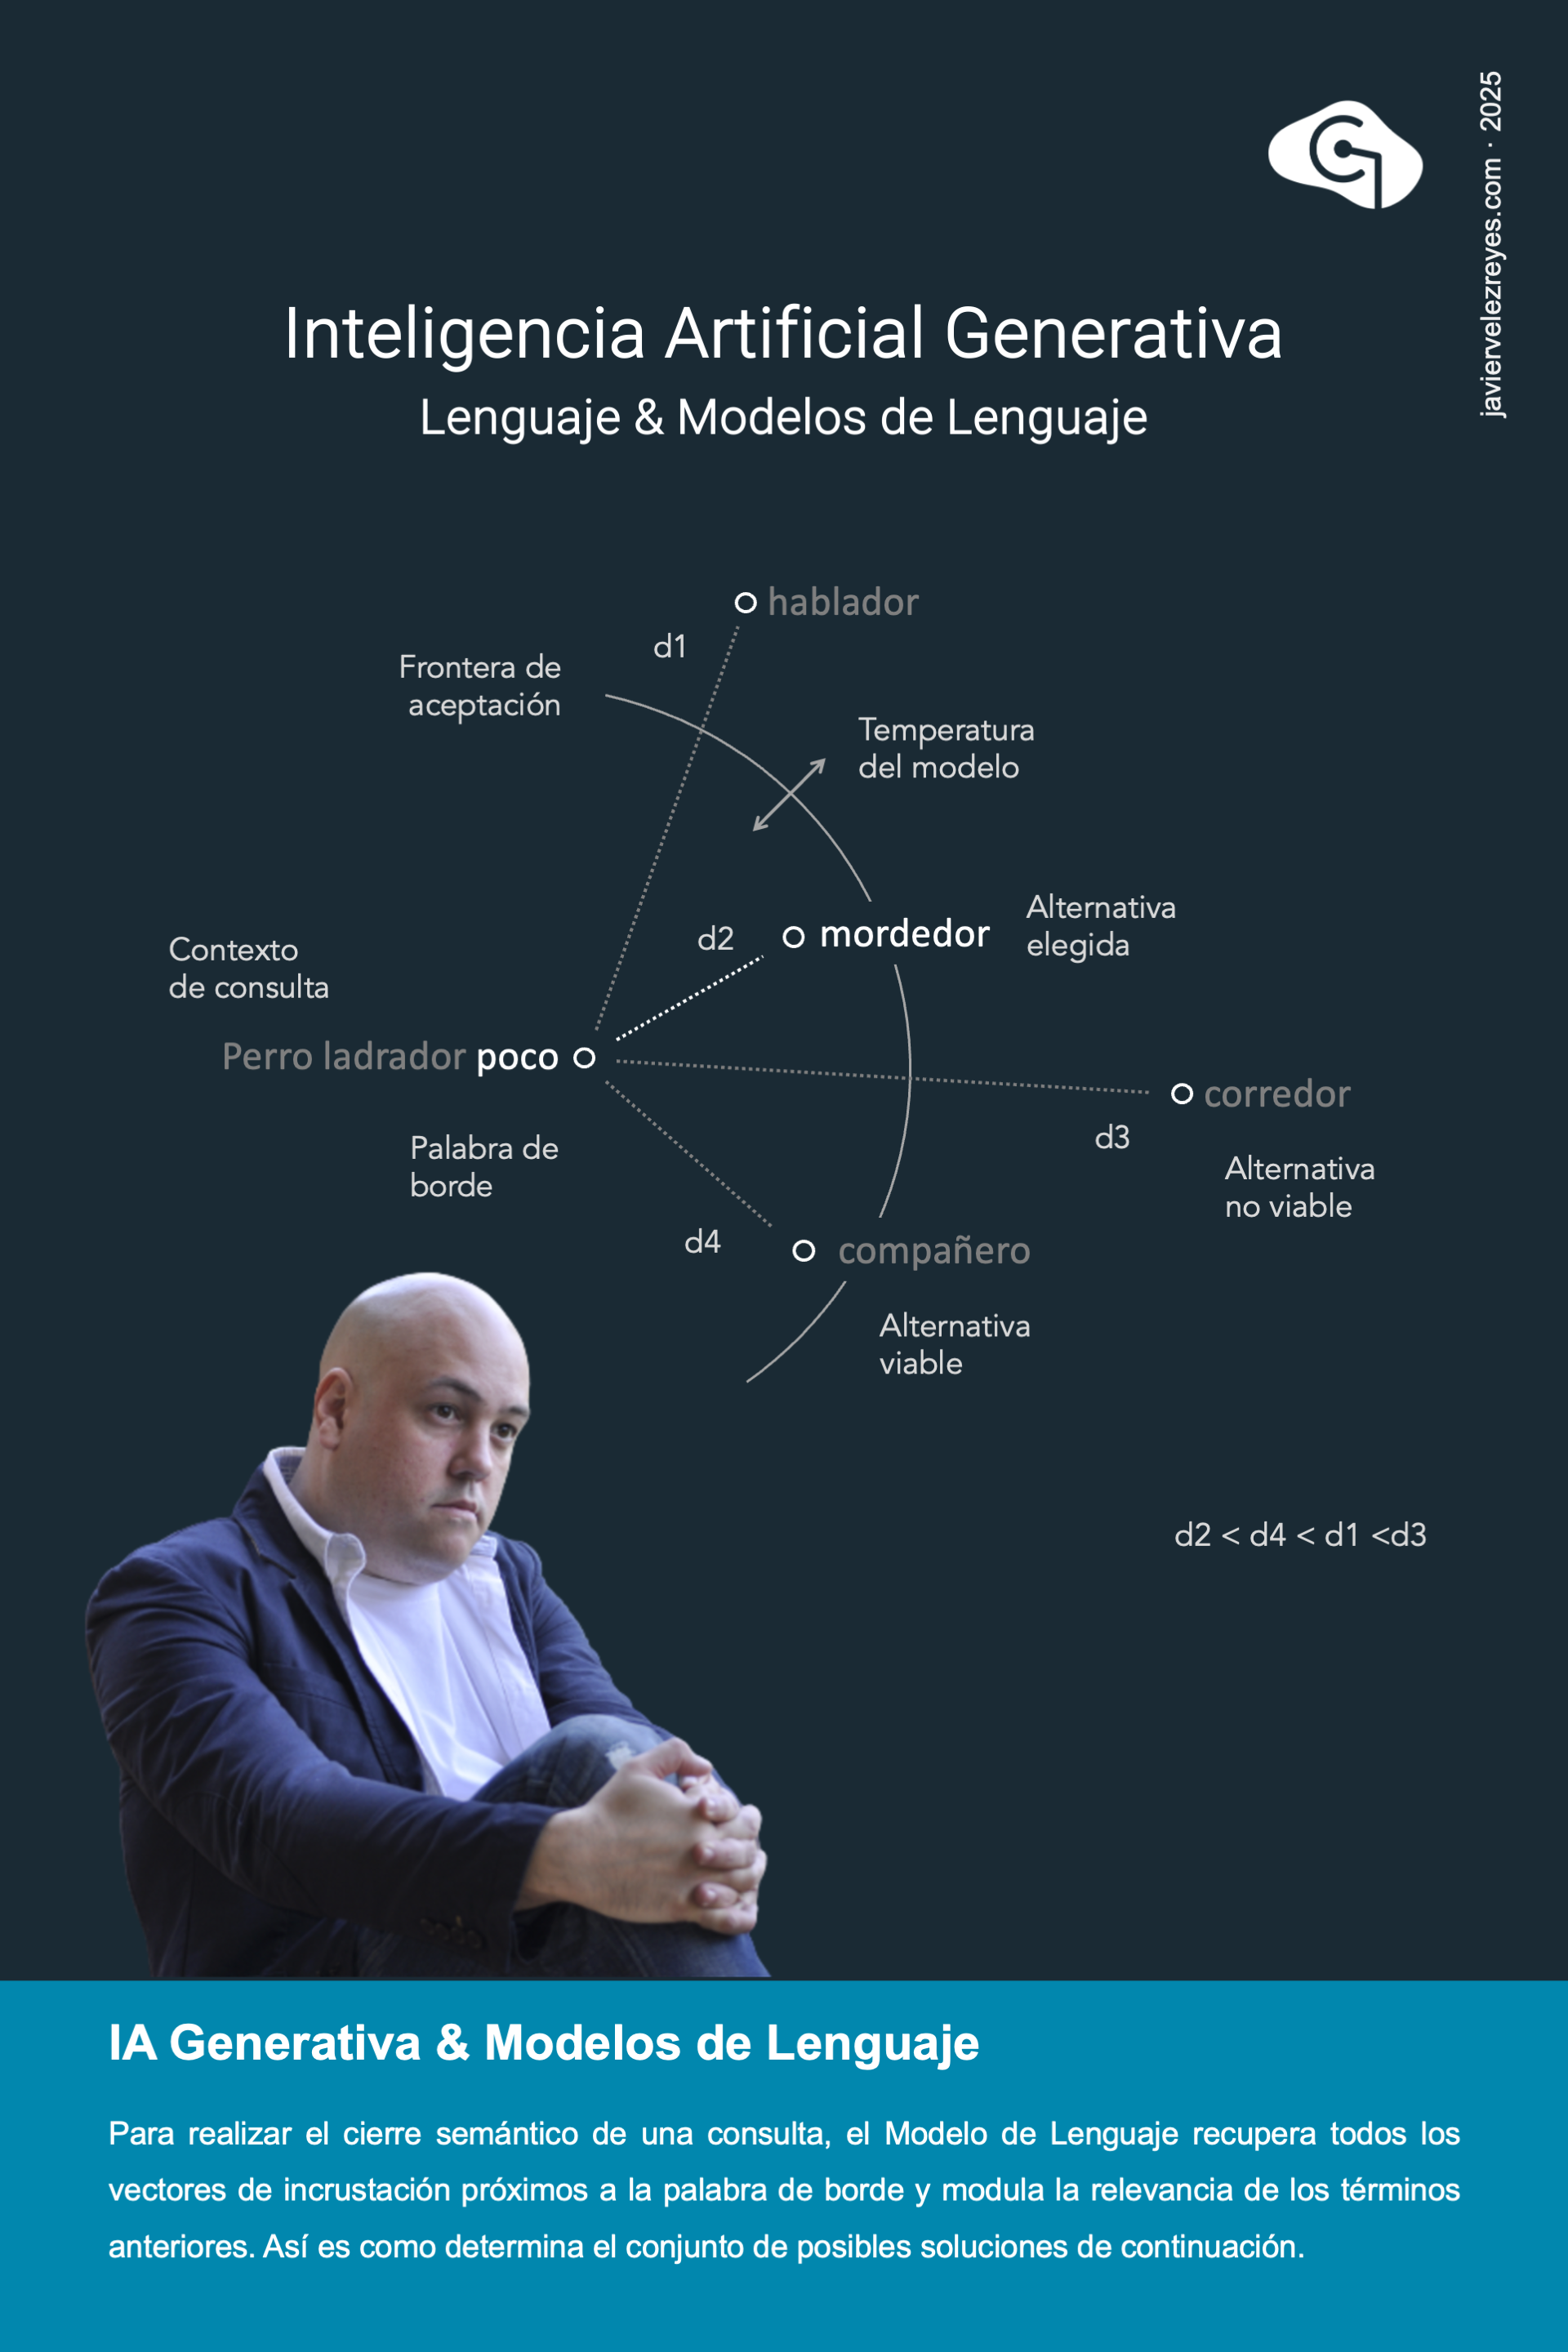 javiervelezreyes.com · 2025
Inteligencia Artificial Generativa
Lenguaje & Modelos de Lenguaje
hablador
d1
Frontera de
aceptación
Temperatura
del modelo
d2
mordedor
Alternativa
elegida
Contexto
de consulta
Perro ladrador poco
corredor
d3
Palabra de
borde
Alternativa
no viable
d4
compañero
Alternativa
viable
d2 < d4 < d1 <d3
IA Generativa & Modelos de Lenguaje
Para realizar el cierre semántico de una consulta, el Modelo de Lenguaje recupera todos los
vectores de incrustación próximos a la palabra de borde y modula la relevancia de los términos
anteriores. Así es como determina el conjunto de posibles soluciones de continuación.